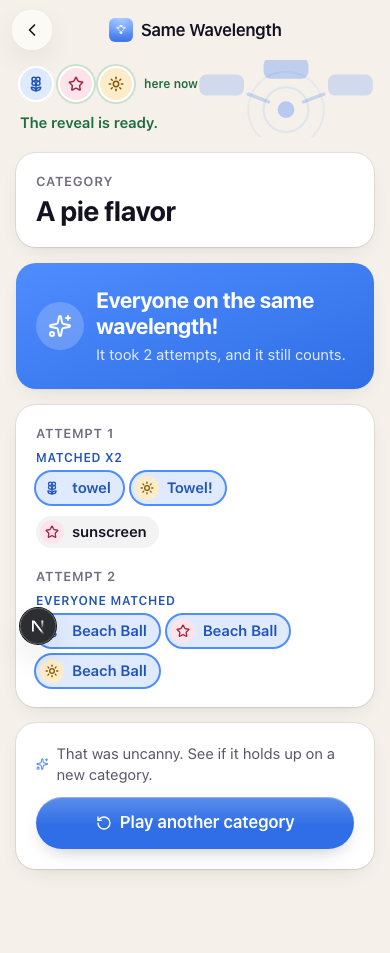 Same Wavelength
here now
The reveal is ready.
CATEGORY
A pie flavor
Everyone on the same
wavelength!
It took 2 attempts, and it still counts.
ATTEMPT 1
MATCHED X2
towel
Towel!
sunscreen
ATTEMPT 2
EVERYONE MATCHED
N
Beach Ball
Beach Ball
Beach Ball
That was uncanny. See if it holds up on a
new category.
Play another category